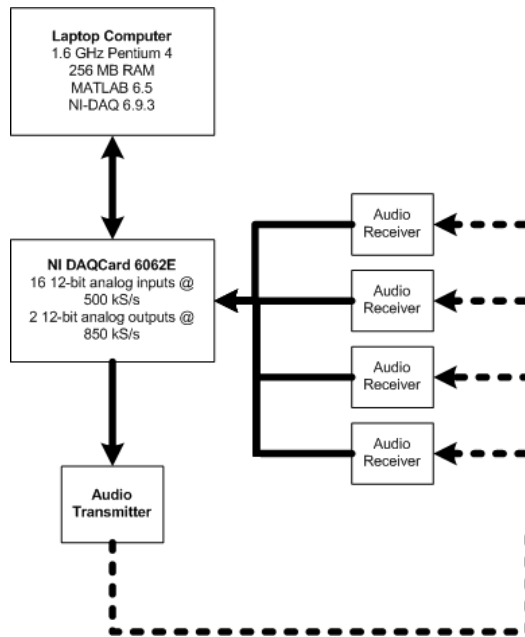 Laptop Computer
1.6 GHz Pentium 4
256 MB RAM
MATLAB 6.5
NI-DAQ 6.9.3
NI DAQCard 6062E
16 12-bit analog inputs @
500 kS/s
2 12-bit analog outputs @
850 kS/s
Audio
Receiver
Audio
Receiver
Audio
Receiver
Audio
Receiver
Audio
Transmitter